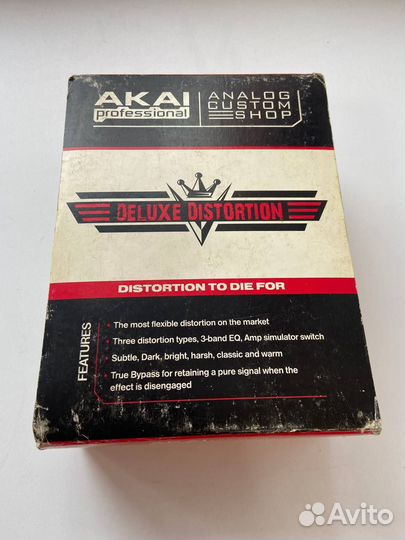 AKAI
professional
ANALOG
CUSTOM
SHOP
DELUXE DISTORTION
DISTORTION TO DIE FOR
FEATURES
• The most flexible distortion on the market
• Three distortion types, 3-band EQ, Amp simulator switch
• Subtle, Dark, bright, harsh, classic and warm
• True Bypass for retaining a pure signal when the
effect is disengaged
Avito